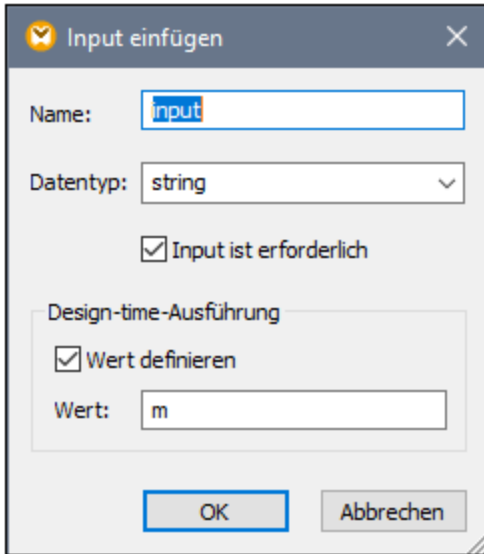 Input einfügen
Name: input
Datentyp: string
Input ist erforderlich
Design-time-Ausführung
Wert definieren
Wert: m
OK Abbrechen